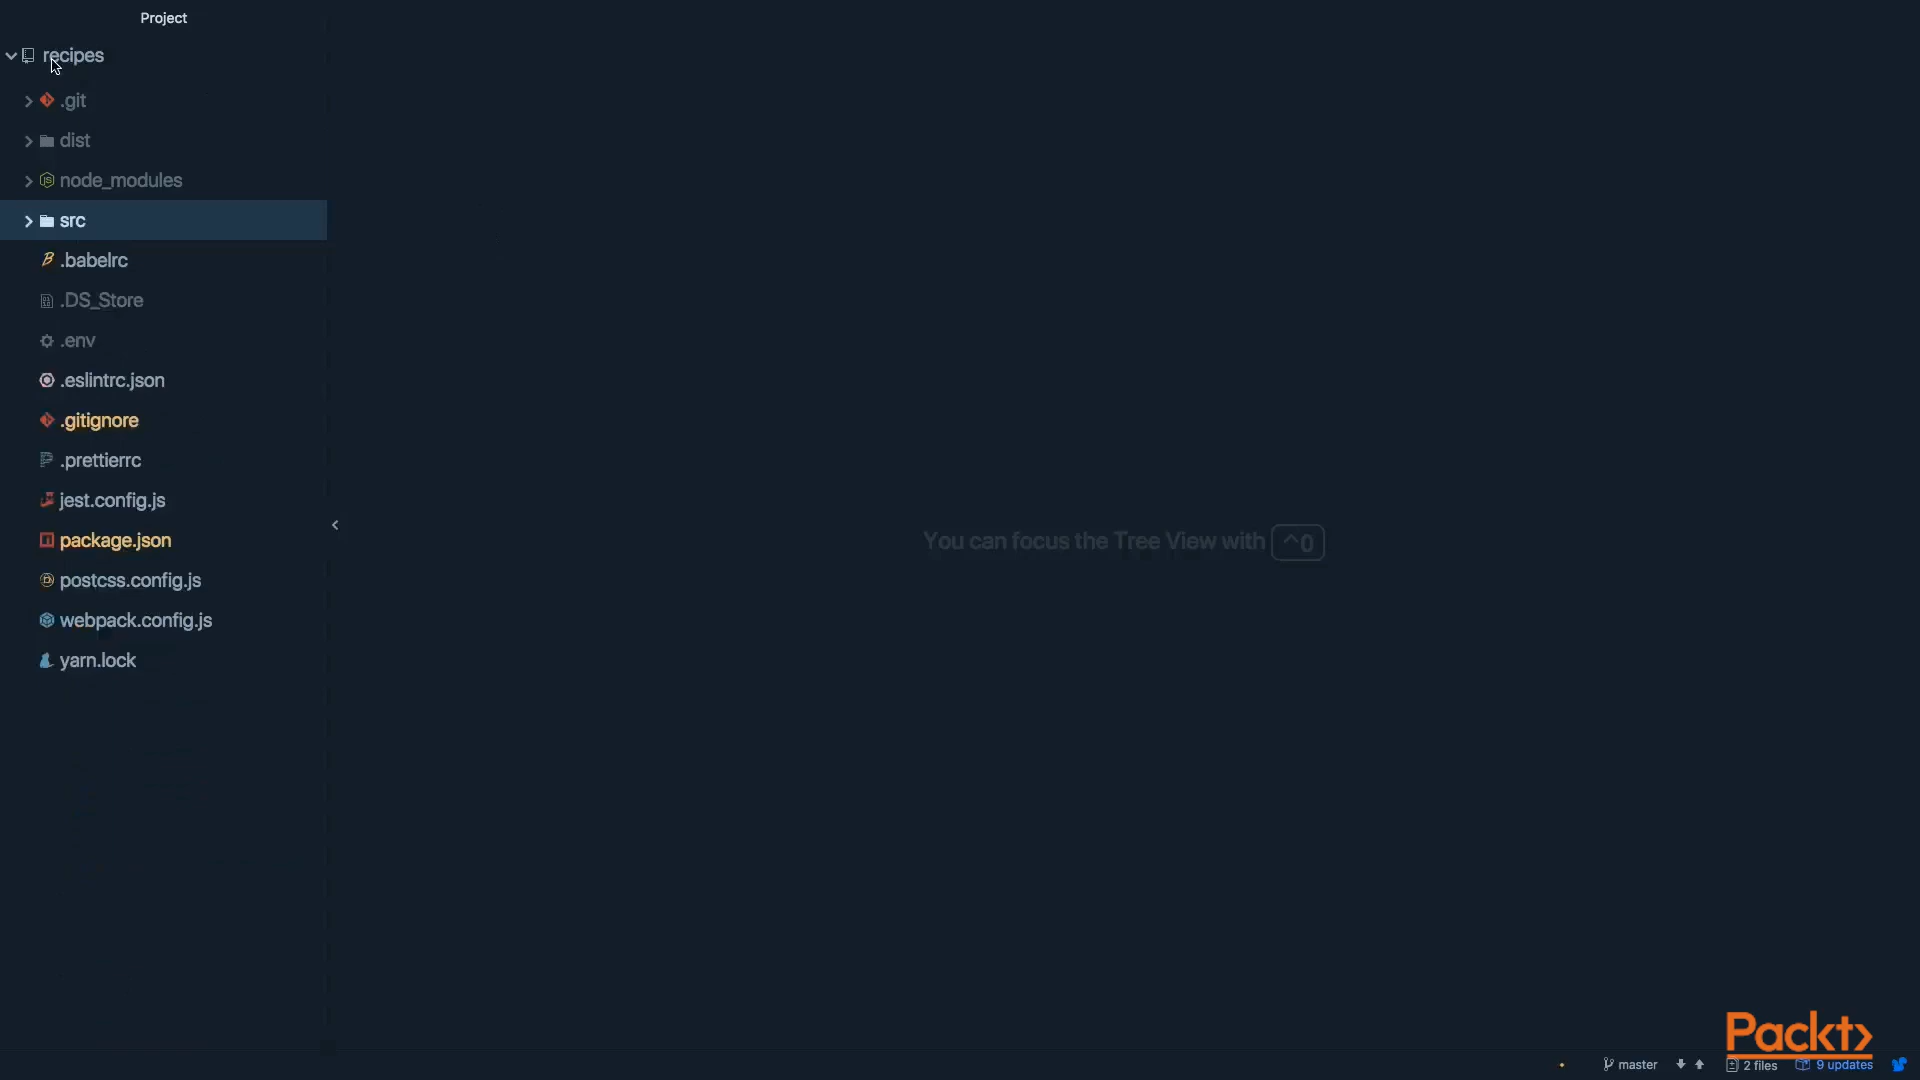 Project
recipes
.git
dist
node_modules
src
.babelrc
.DS_Store
.env
.eslintrc.json
.gitignore
.prettierrc
jest.config.js
package.json
postcss.config.js
webpack.config.js
yarn.lock
You can focus the Tree View with ^0
Packt>
master 2 files 9 updates